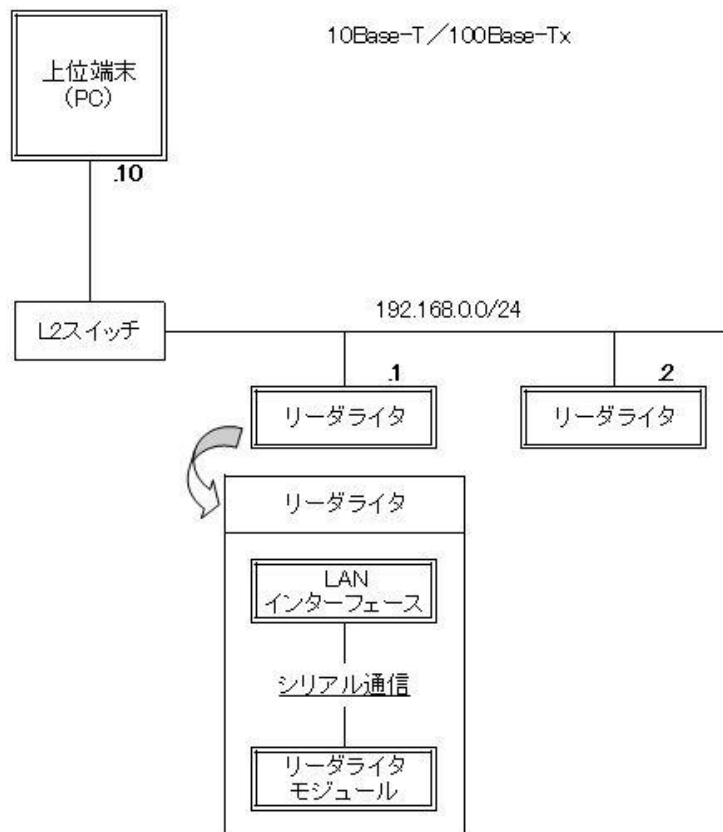 10Base-T／100Base-Tx
上位端末
(PC)
.10
L2スイッチ
192.168.0.0/24
.1
.2
リーダライタ
リーダライタ
リーダライタ
LAN
インターフェース
シリアル通信
リーダライタ
モジュール